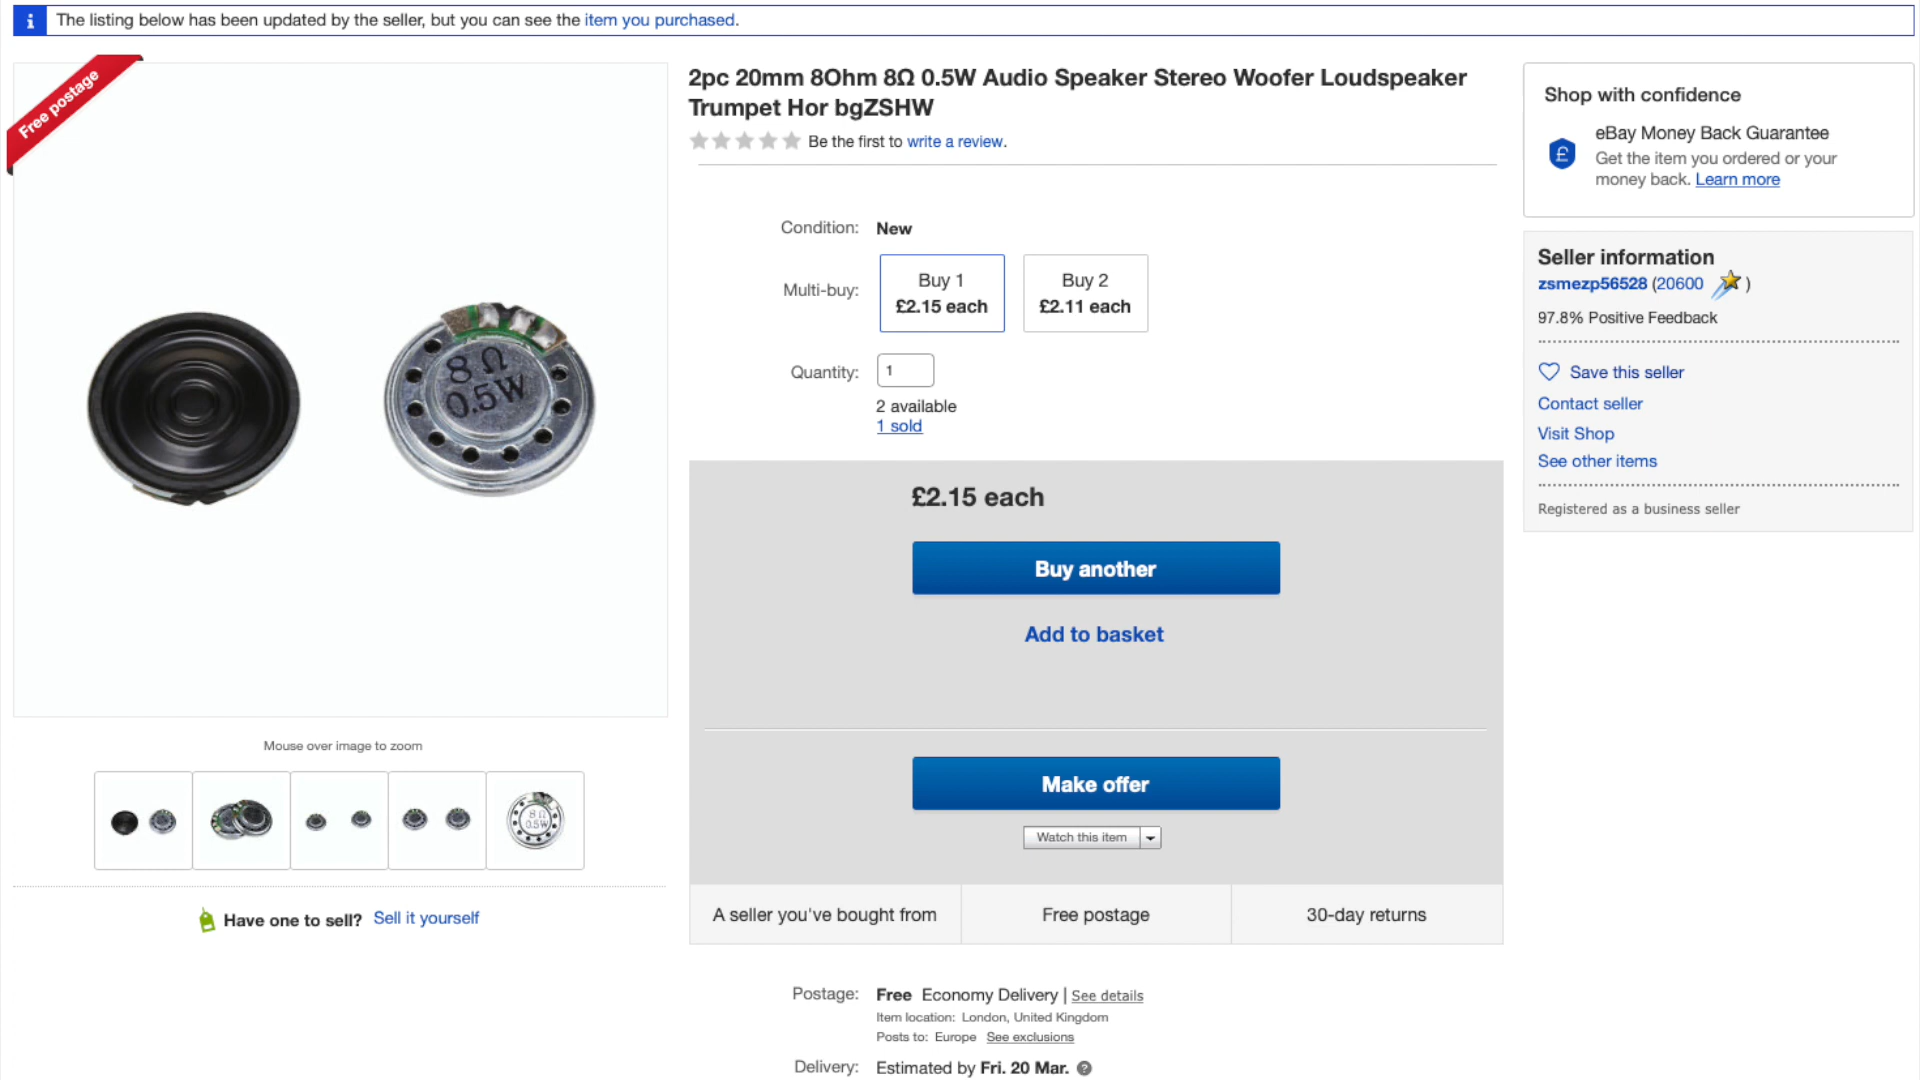 The listing below has been updated by the seller, but you can see the item you purchased.
Free postage
2pc 20mm 8Ohm 8Ω 0.5W Audio Speaker Stereo Woofer Loudspeaker
Trumpet Hor bgZSHW
Be the first to write a review.
Condition: New
Multi-buy:
Buy 1
£2.15 each
Buy 2
£2.11 each
Quantity: 1
2 available
1 sold
£2.15 each
Buy another
Add to basket
Make offer
Watch this item
A seller you've bought from
Free postage
30-day returns
Postage: Free Economy Delivery | See details
Item location: London, United Kingdom
Posts to: Europe See exclusions
Delivery: Estimated by Fri. 20 Mar.
8Ω
0.5W
Mouse over image to zoom
8Ω
0.5W
Have one to sell? Sell it yourself
Shop with confidence
eBay Money Back Guarantee
Get the item you ordered or your
money back. Learn more
Seller information
zsmezp56528 (20600)
97.8% Positive Feedback
Save this seller
Contact seller
Visit Shop
See other items
Registered as a business seller